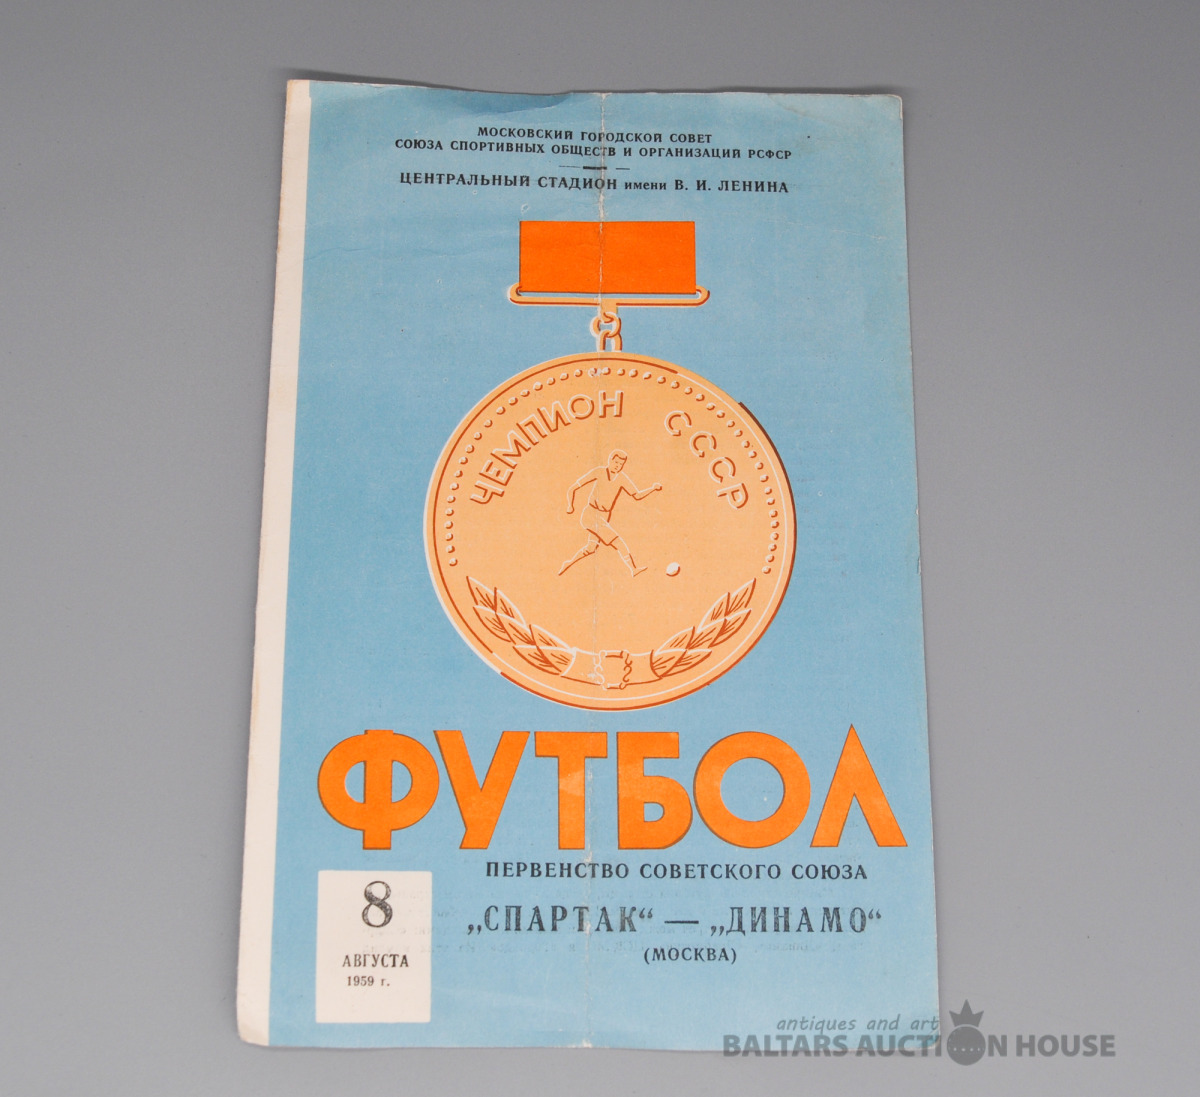 МОСКОВСКИЙ ГОРОДСКОЙ СОВЕТ
СОЮЗА СПОРТИВНЫХ ОБЩЕСТВ И ОРГАНИЗАЦИЙ РСФСР
ЦЕНТРАЛЬНЫЙ СТАДИОН имени В. И. ЛЕНИНА
ЧЕМПИОН СССР
ФУТБОЛ
ПЕРВЕНСТВО СОВЕТСКОГО СОЮЗА
„СПАРТАК“ — „ДИНАМО“
(МОСКВА)
8
АВГУСТА
1959 г.
antiques and art
BALTARS AUCTION HOUSE